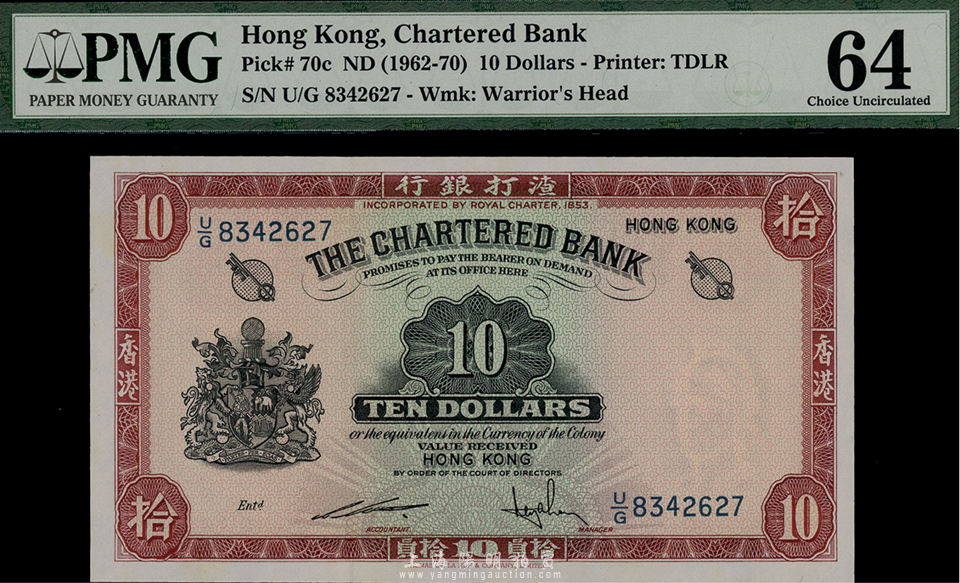 PMG
PAPER MONEY GUARANTY
Hong Kong, Chartered Bank
Pick# 70c ND (1962-70) 10 Dollars - Printer: TDLR
S/N U/G 8342627 - Wmk: Warrior's Head
64
Choice Uncirculated
行銀打渣
INCORPORATED BY ROYAL CHARTER, 1853.
10
拾
U/G 8342627
HONG KONG
THE CHARTERED BANK
PROMISES TO PAY THE BEARER ON DEMAND
AT ITS OFFICE HERE
10
香港
香港
TEN DOLLARS
or the equivalent in the Currency of the Colony
VALUE RECEIVED
HONG KONG
BY ORDER OF THE COURT OF DIRECTORS
Entd
U/G 8342627
拾
10
ACCOUNTANT.
MANAGER
員拾 10 員拾
www.yangmingauction.com